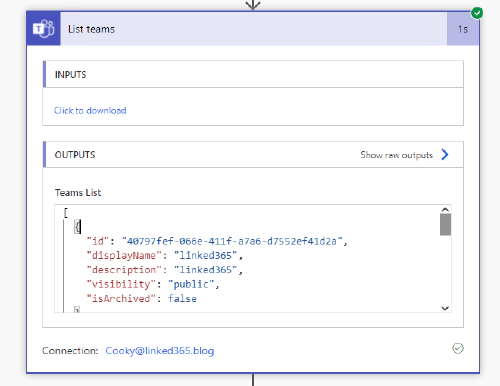 List teams
1s
INPUTS
Click to download
OUTPUTS
Show raw outputs
Teams List
[
{
"id": "40797fef-066e-411f-a7a6-d7552ef41d2a",
"displayName": "linked365",
"description": "linked365",
"visibility": "public",
"isArchived": false
}
Connection: Cooky@linked365.blog